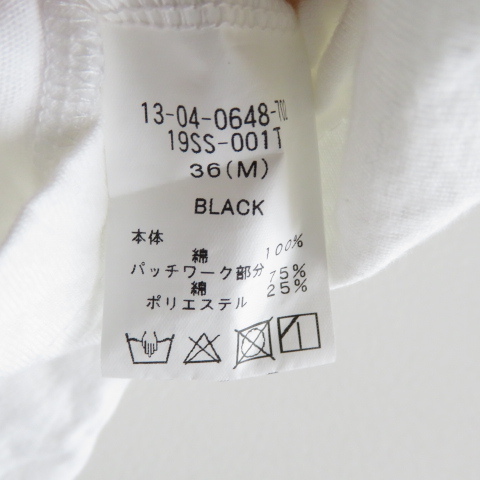 13-04-0648-702
19SS-001T
36(M)
BLACK
本体
綿 100%
パッチワーク部分
綿 75%
ポリエステル 25%